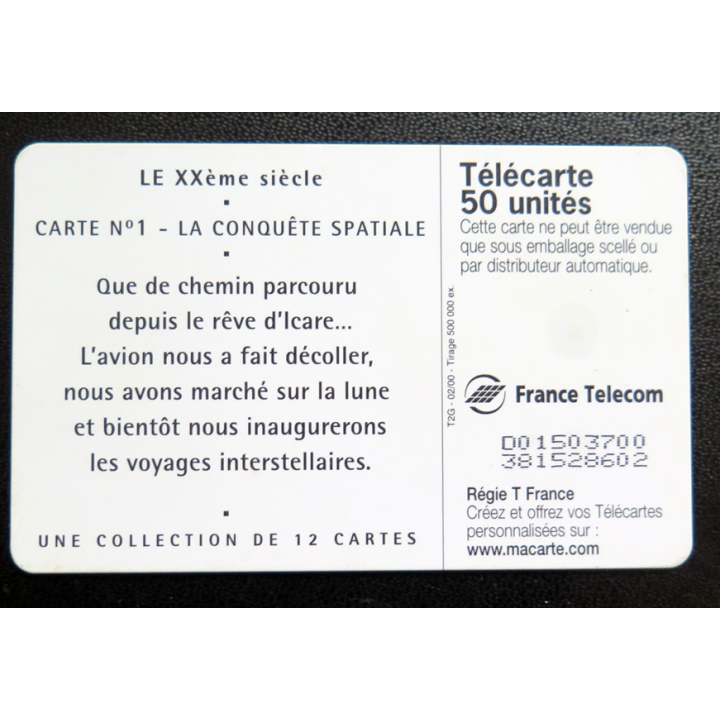 LE XXème siècle
CARTE Nº1 - LA CONQUÊTE SPATIALE
Que de chemin parcouru
depuis le rêve d'Icare...
L'avion nous a fait décoller,
nous avons marché sur la lune
et bientôt nous inaugurerons
les voyages interstellaires.
UNE COLLECTION DE 12 CARTES
T2G - 02/00 - Tirage 500 000 ex.
Télécarte
50 unités
Cette carte ne peut être vendue
que sous emballage scellé ou
par distributeur automatique.
France Telecom
D01503700
381528602
Régie T France
Créez et offrez vos Télécartes
personnalisées sur :
www.macarte.com